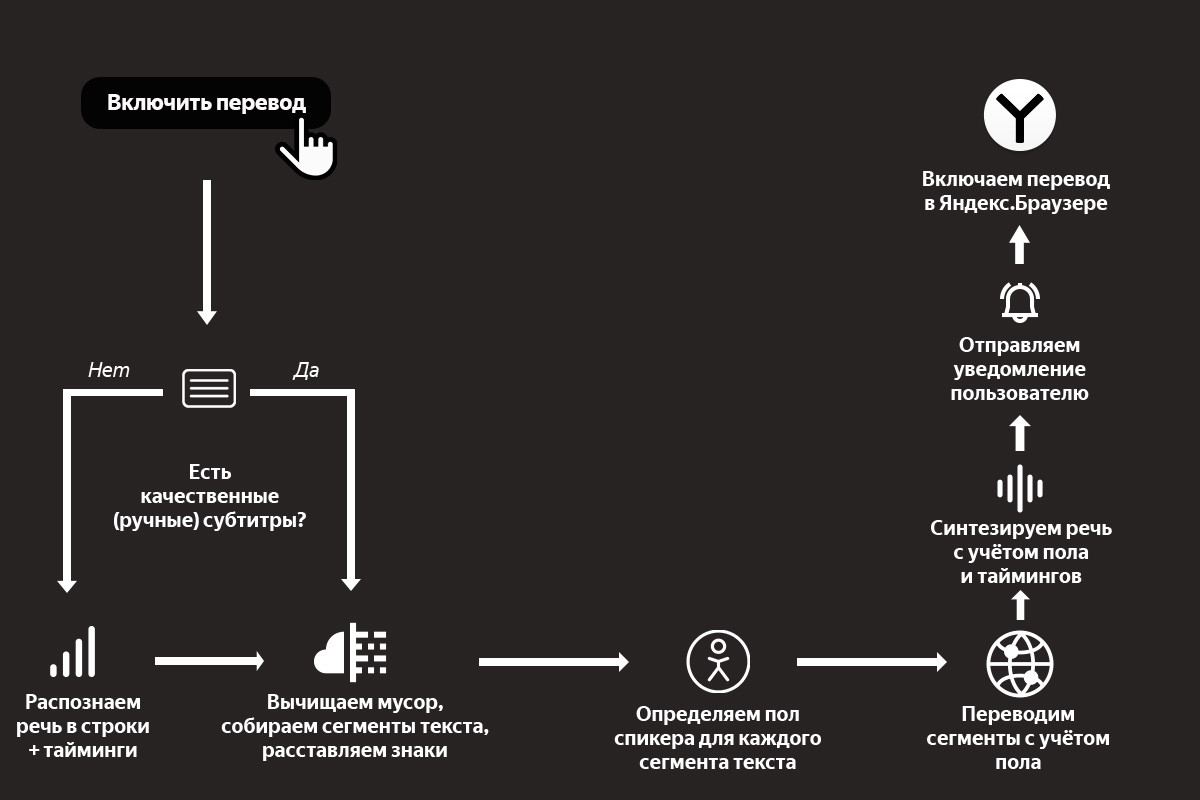 Включить перевод
Нет
Да
Есть
качественные
(ручные) субтитры?
Распознаем
речь в строки
+ тайминги
Вычищаем мусор,
собираем сегменты текста,
расставляем знаки
Определяем пол
спикера для каждого
сегмента текста
Переводим
сегменты с учётом
пола
Синтезируем речь
с учётом пола
и таймингов
Отправляем
уведомление
пользователю
Включаем перевод
в Яндекс.Браузере